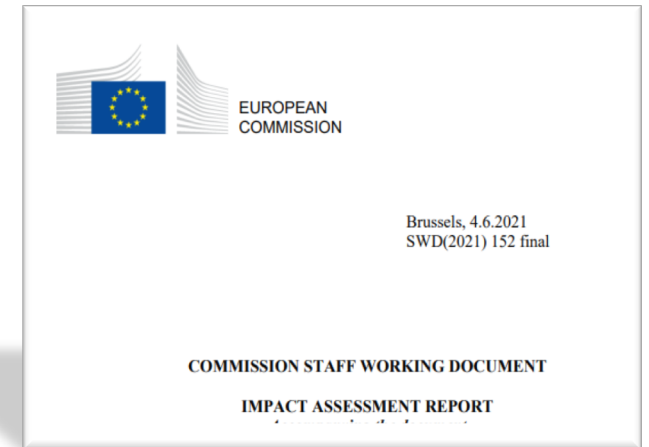 EUROPEAN
COMMISSION
Brussels, 4.6.2021
SWD(2021) 152 final
COMMISSION STAFF WORKING DOCUMENT
IMPACT ASSESSMENT REPORT